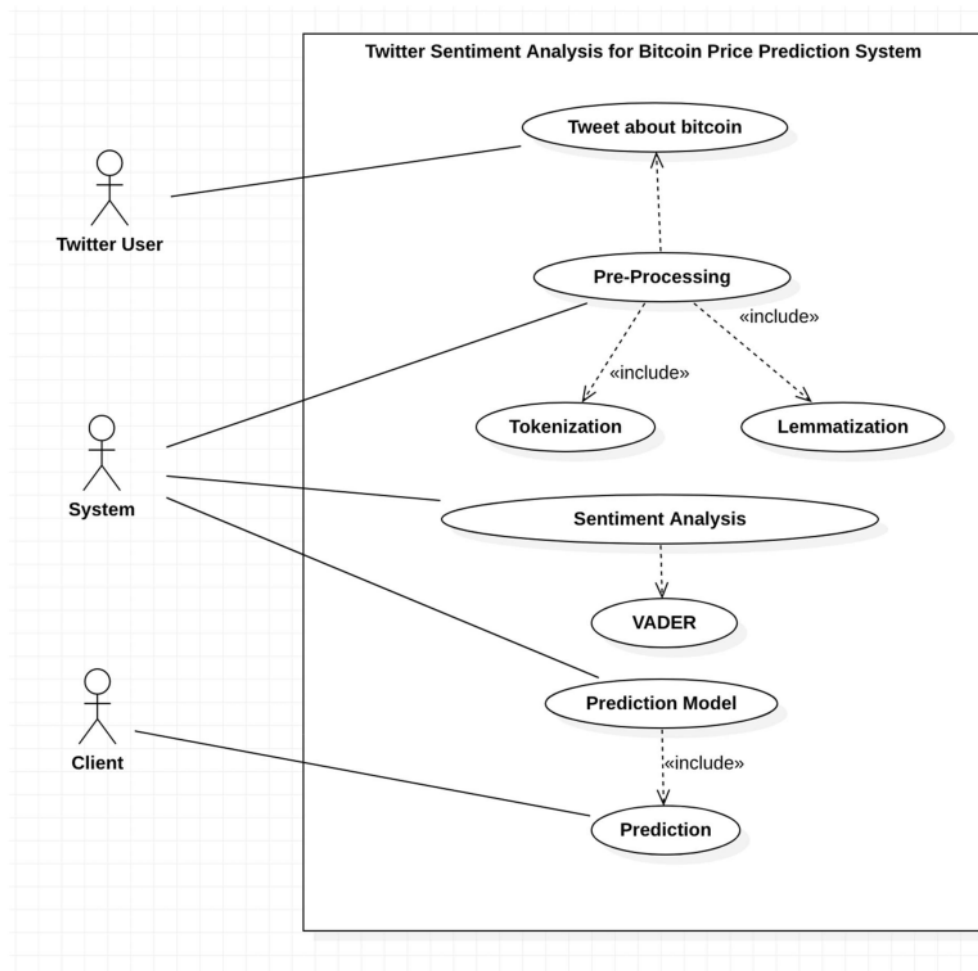 Twitter Sentiment Analysis for Bitcoin Price Prediction System
Tweet about bitcoin
Twitter User
Pre-Processing
«include»
«include»
Tokenization
Lemmatization
System
Sentiment Analysis
VADER
Prediction Model
Client
«include»
Prediction